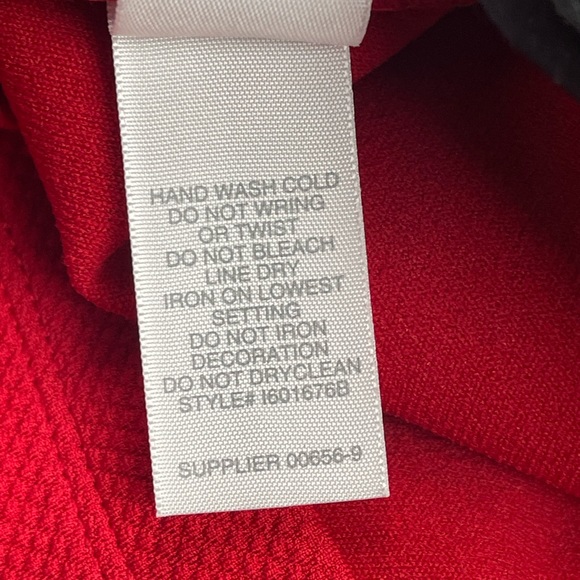 HAND WASH COLD
DO NOT WRING
OR TWIST
DO NOT BLEACH
LINE DRY
IRON ON LOWEST
SETTING
DO NOT IRON
DECORATION
DO NOT DRYCLEAN
STYLE# I601676B
SUPPLIER 00656-9